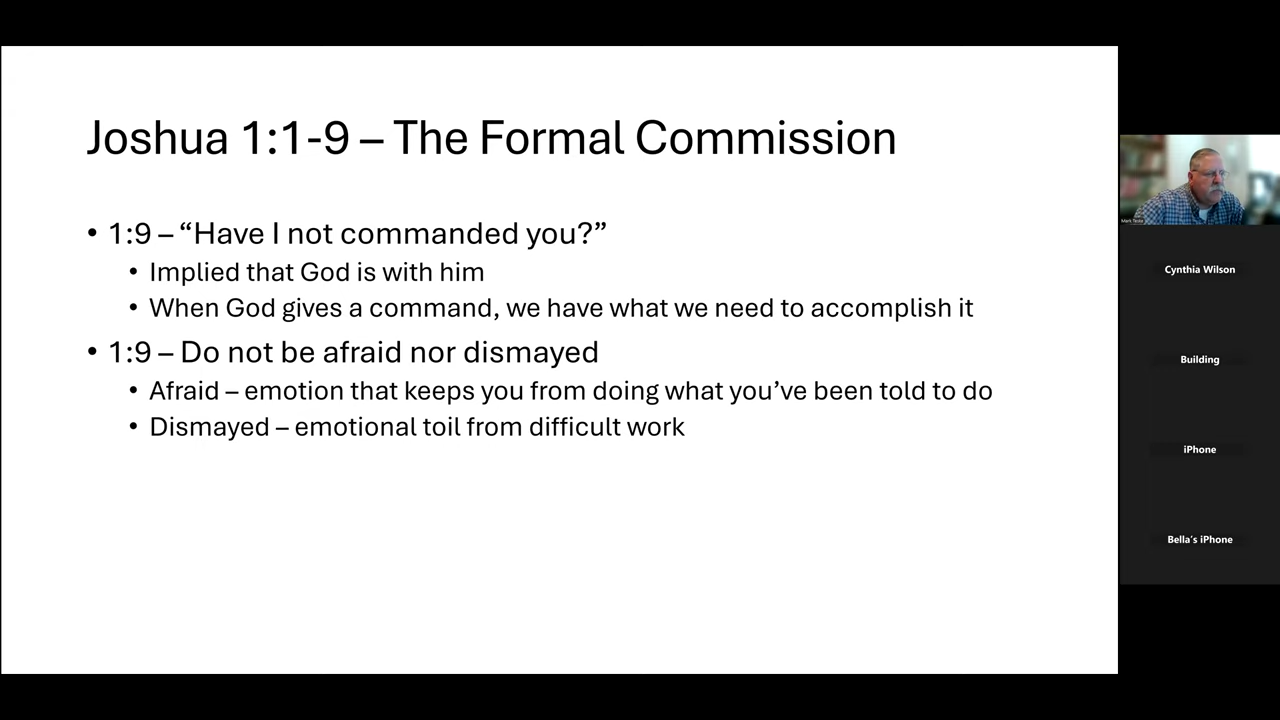 Joshua 1:1-9 – The Formal Commission
• 1:9 – “Have I not commanded you?”
• Implied that God is with him
• When God gives a command, we have what we need to accomplish it
• 1:9 – Do not be afraid nor dismayed
• Afraid – emotion that keeps you from doing what you’ve been told to do
• Dismayed – emotional toil from difficult work
Mark
Cynthia Wilson
Building
iPhone
Bella’s iPhone